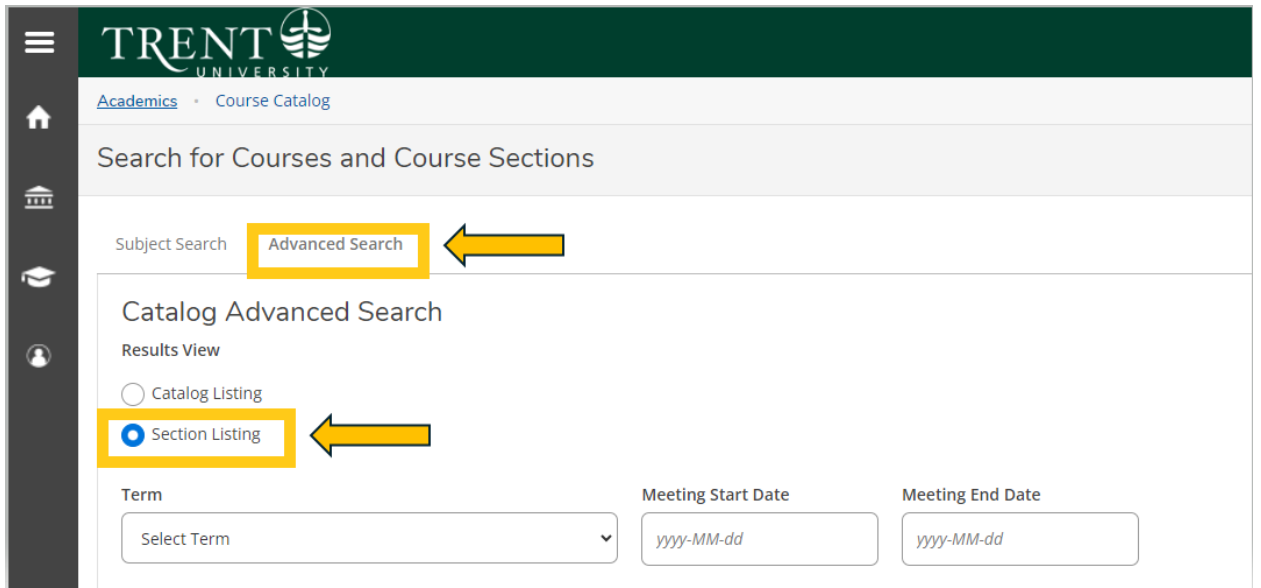 TRENT
UNIVERSITY
Academics · Course Catalog
Search for Courses and Course Sections
Subject Search Advanced Search
Catalog Advanced Search
Results View
Catalog Listing
Section Listing
Term Meeting Start Date Meeting End Date
Select Term yyyy-MM-dd yyyy-MM-dd